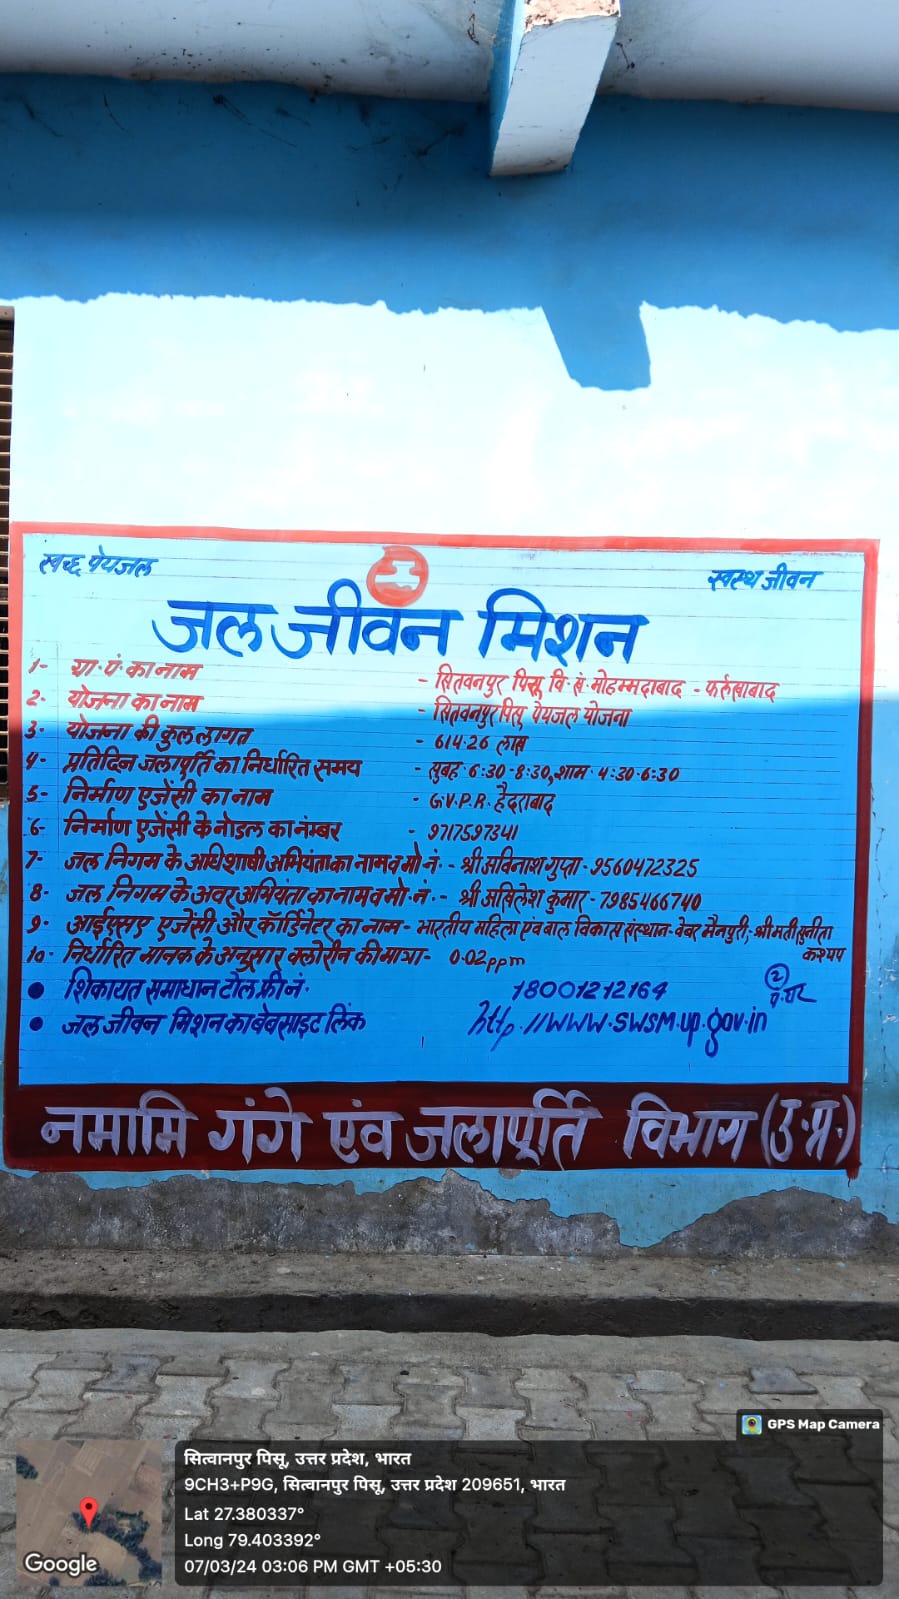 स्वच्छ पेयजल
स्वस्थ जीवन
जल जीवन मिशन
1- ग्रा.पं. का नाम - सितवनपुर पिसू वि.सं. मोहम्मदाबाद - फर्रुखाबाद
2- योजना का नाम - सितवनपुर पिसू पेयजल योजना
3- योजना की कुल लागत - 614.26 लाख
4- प्रतिदिन जलापूर्ति का निर्धारित समय - सुबह 6:30-8:30, शाम 4:30-6:30
5- निर्माण एजेंसी का नाम - G.V.P.R. हैदराबाद
6- निर्माण एजेंसी के नोडल का नंम्बर - 9717597341
7- जल निगम के अधिशाषी अभियंता का नाम व मो.नं. - श्री अविनाश गुप्ता - 9560472325
8- जल निगम के अवर अभियंता का नाम व मो.नं. - श्री अखिलेश कुमार - 7985466740
9- आईएसए एजेंसी और कॉर्डिनेटर का नाम - भारतीय महिला एंव बाल विकास संस्थान - बेवर मैनपुरी, - श्रीमती सुनीता
कश्यप
10- निर्धारित मानक के अनुसार क्लोरीन की मात्रा - 0.02 ppm
• शिकायत समाधान टोल फ्री नं. 18001212164
②
• जल जीवन मिशन का बेबसाइट लिंक http.//www.swsm.up.gov.in
नमामि गंगे एंव जलापूर्ति विभाग (उ.प्र.)
GPS Map Camera
सित्वानपुर पिसू, उत्तर प्रदेश, भारत
9CH3+P9G, सित्वानपुर पिसू, उत्तर प्रदेश 209651, भारत
Lat 27.380337°
Long 79.403392°
07/03/24 03:06 PM GMT +05:30
Google